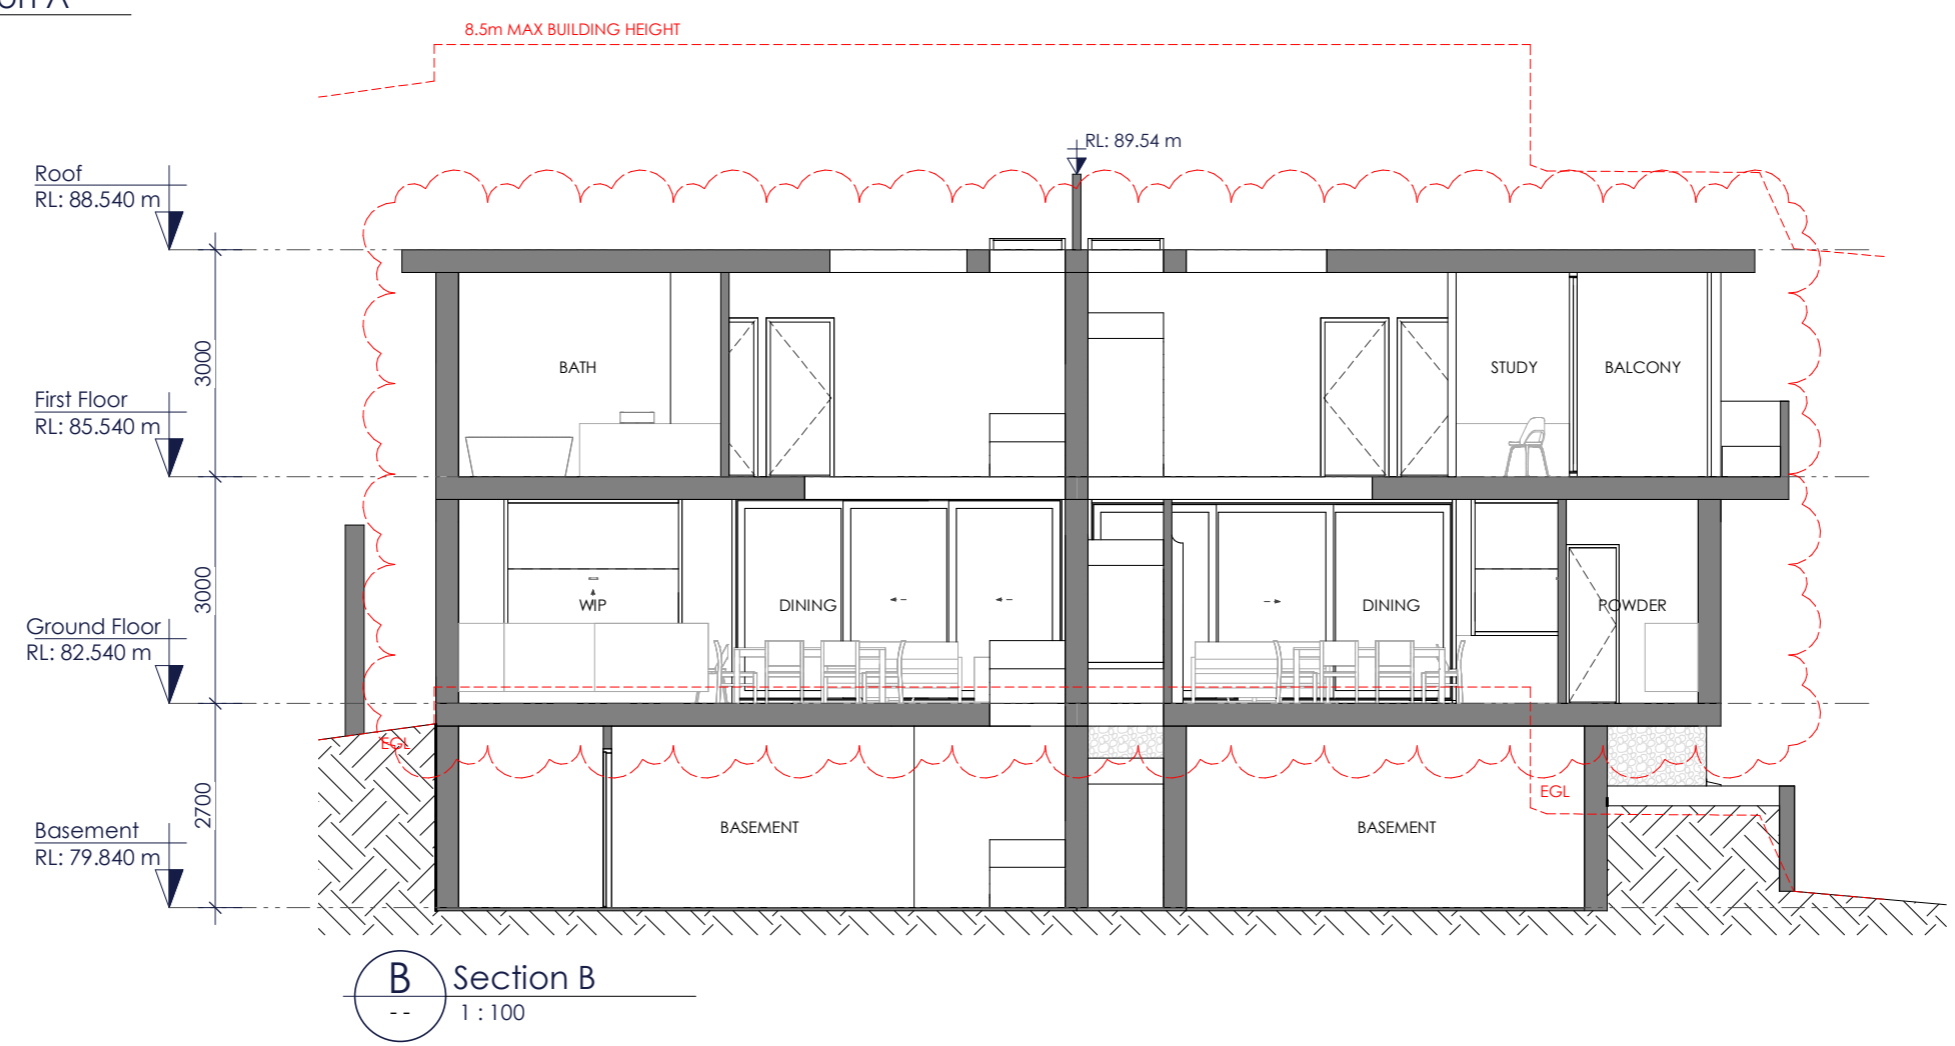 8.5m MAX BUILDING HEIGHT
RL: 89.54 m
Roof
RL: 88.540 m
3000
BATH
STUDY
BALCONY
First Floor
RL: 85.540 m
3000
WIP
DINING
DINING
POWDER
Ground Floor
RL: 82.540 m
EGL
EGL
2700
BASEMENT
BASEMENT
Basement
RL: 79.840 m
B
Section B
--
1 : 100